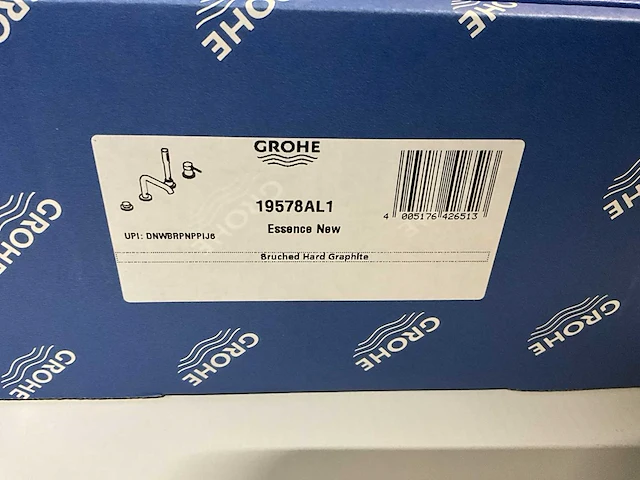 GROHE
GROHE
GROHE
GROHE
19578AL1
4 005176 426513
UPI: DNWBRPNPPIJ6
Essence New
Bruched Hard Graphite
GROHE
GROHE
GROHE
GROHE
GROHE